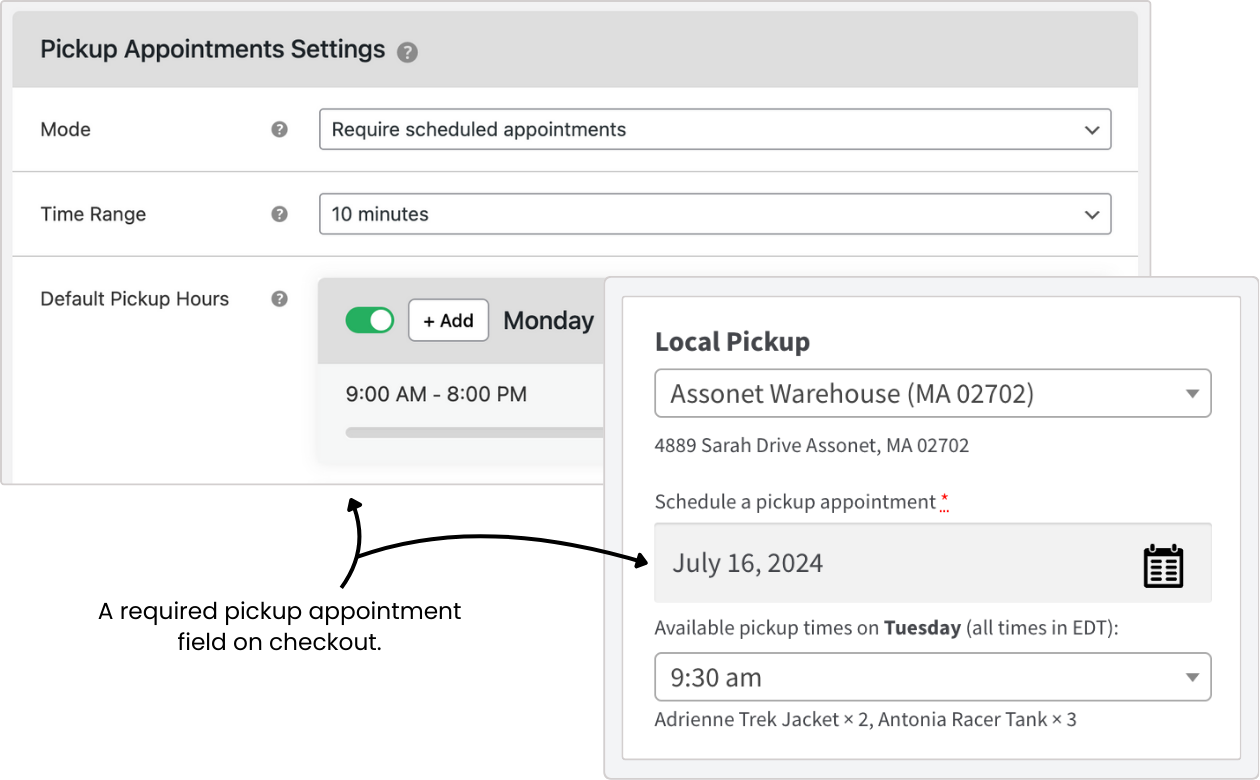 Pickup Appointments Settings ?
Mode ? Require scheduled appointments
Time Range ? 10 minutes
Default Pickup Hours ? + Add Monday
9:00 AM - 8:00 PM
Local Pickup
Assonet Warehouse (MA 02702)
4889 Sarah Drive Assonet, MA 02702
Schedule a pickup appointment *
July 16, 2024
Available pickup times on Tuesday (all times in EDT):
9:30 am
Adrienne Trek Jacket × 2, Antonia Racer Tank × 3
A required pickup appointment
field on checkout.